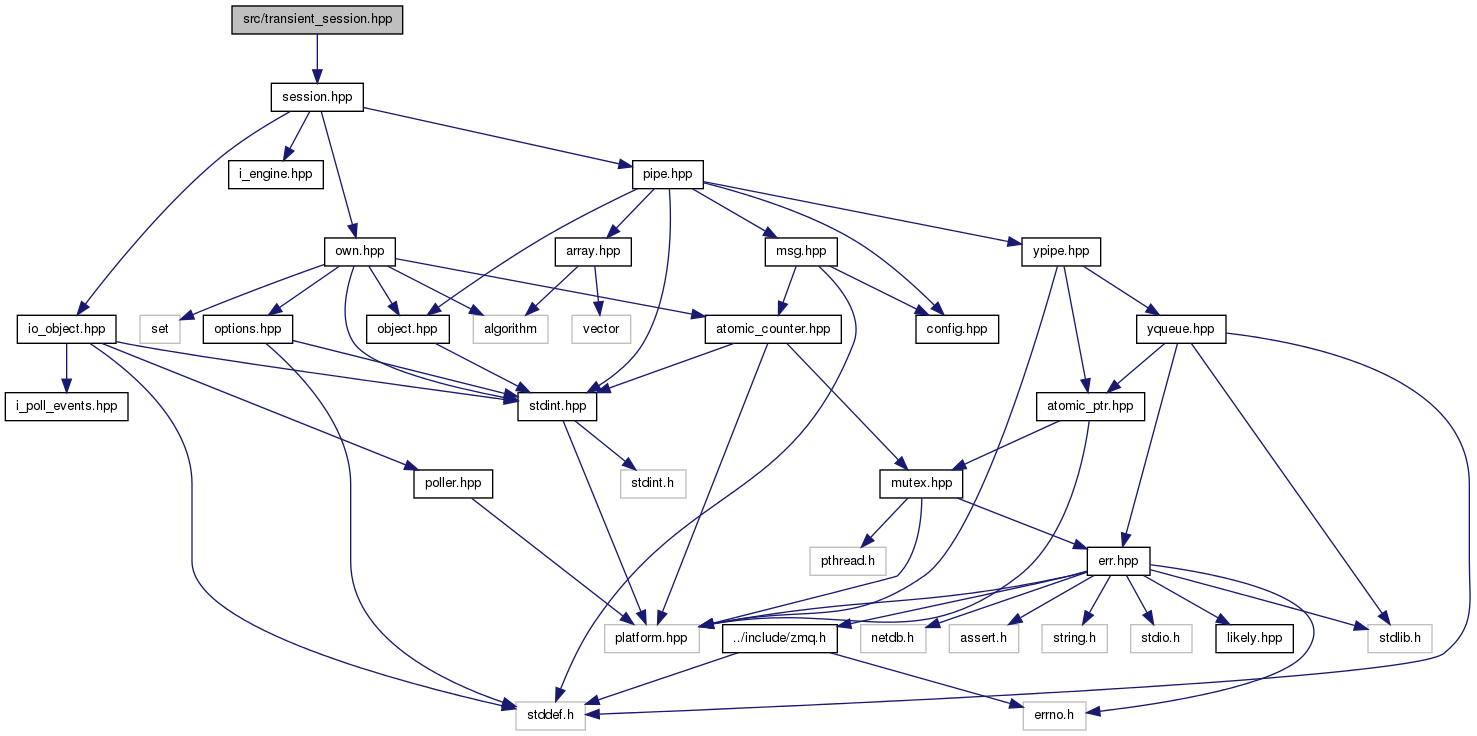 src/transient_session.hpp
session.hpp
i_engine.hpp
pipe.hpp
own.hpp
array.hpp
msg.hpp
ypipe.hpp
io_object.hpp
set
options.hpp
object.hpp
algorithm
vector
atomic_counter.hpp
config.hpp
yqueue.hpp
i_poll_events.hpp
stdint.hpp
atomic_ptr.hpp
poller.hpp
stdint.h
mutex.hpp
pthread.h
err.hpp
platform.hpp
../include/zmq.h
netdb.h
assert.h
string.h
stdio.h
likely.hpp
stdlib.h
stddef.h
errno.h